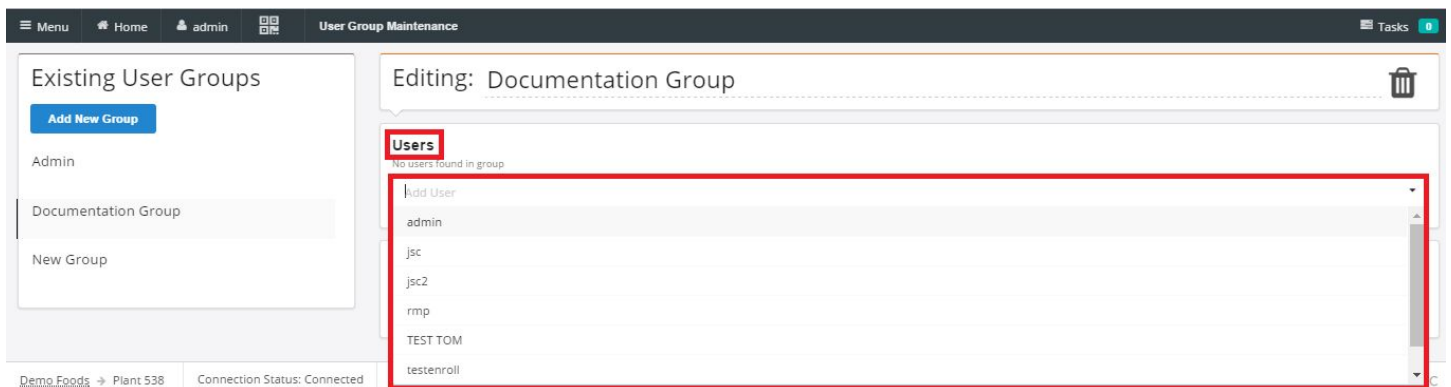 Menu Home admin User Group Maintenance Tasks 0
Existing User Groups
Add New Group
Admin
Documentation Group
New Group
Editing: Documentation Group
Users
No users found in group
Add User
admin
jsc
jsc2
rmp
TEST TOM
testenroll
Demo Foods → Plant 538 Connection Status: Connected
C